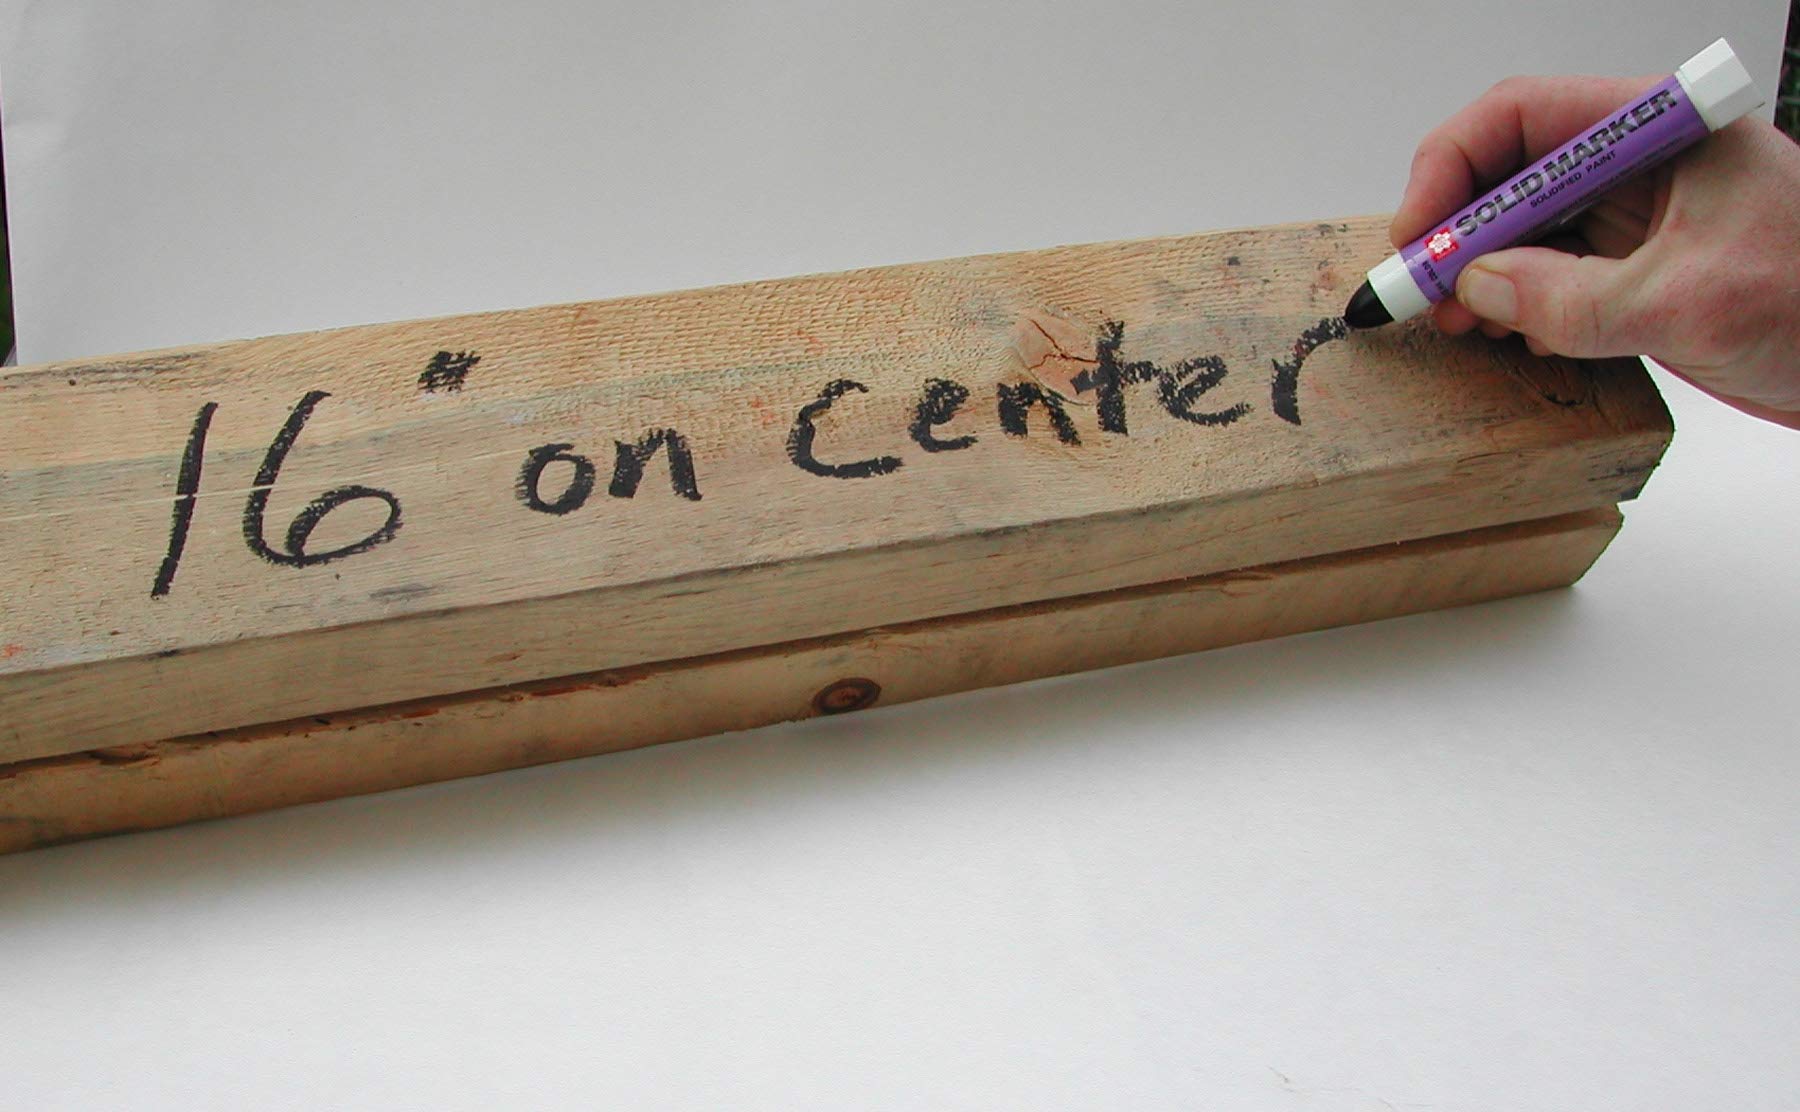 16" on center
SOLID MARKER
SOLIDIFIED PAINT